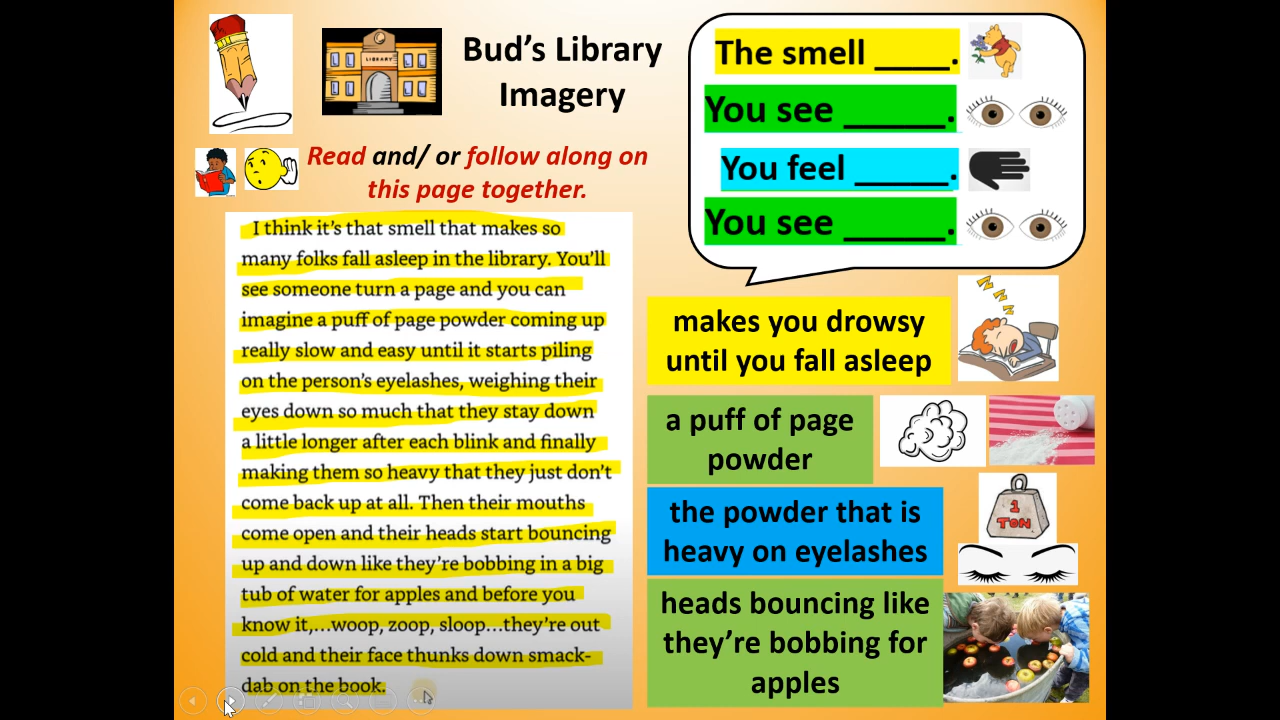 LIBRARY
Bud’s Library
Imagery
Read and/ or follow along on
this page together.
I think it’s that smell that makes so
many folks fall asleep in the library. You’ll
see someone turn a page and you can
imagine a puff of page powder coming up
really slow and easy until it starts piling
on the person’s eyelashes, weighing their
eyes down so much that they stay down
a little longer after each blink and finally
making them so heavy that they just don’t
come back up at all. Then their mouths
come open and their heads start bouncing
up and down like they’re bobbing in a big
tub of water for apples and before you
know it,...woop, zoop, sloop...they’re out
cold and their face thunks down smack-
dab on the book.
The smell ____.
You see _____.
You feel _____.
You see _____.
makes you drowsy
until you fall asleep
Z Z Z Z
a puff of page
powder
the powder that is
heavy on eyelashes
1
TON
heads bouncing like
they’re bobbing for
apples